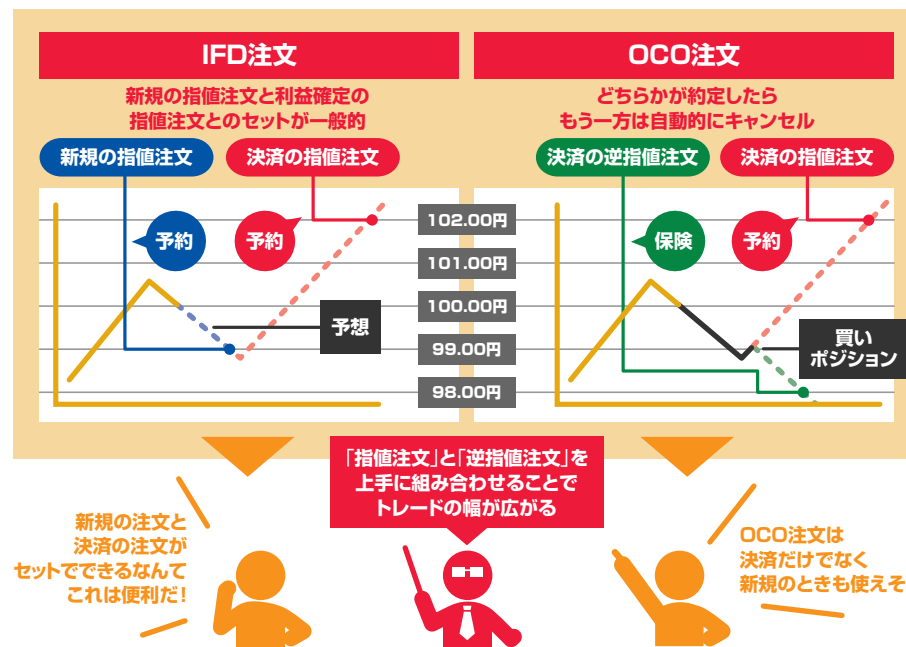 IFD注文
新規の指値注文と利益確定の
指値注文とのセットが一般的
新規の指値注文
決済の指値注文
予約
予約
予想
OCO注文
どちらかが約定したら
もう一方は自動的にキャンセル
決済の逆指値注文
決済の指値注文
保険
予約
買い
ポジション
102.00円
101.00円
100.00円
99.00円
98.00円
「指値注文」と「逆指値注文」を
上手に組み合わせることで
トレードの幅が広がる
新規の注文と
決済の注文が
セットでできるなんて
これは便利だ!
OCO注文は
決済だけでなく
新規のときも使えそ